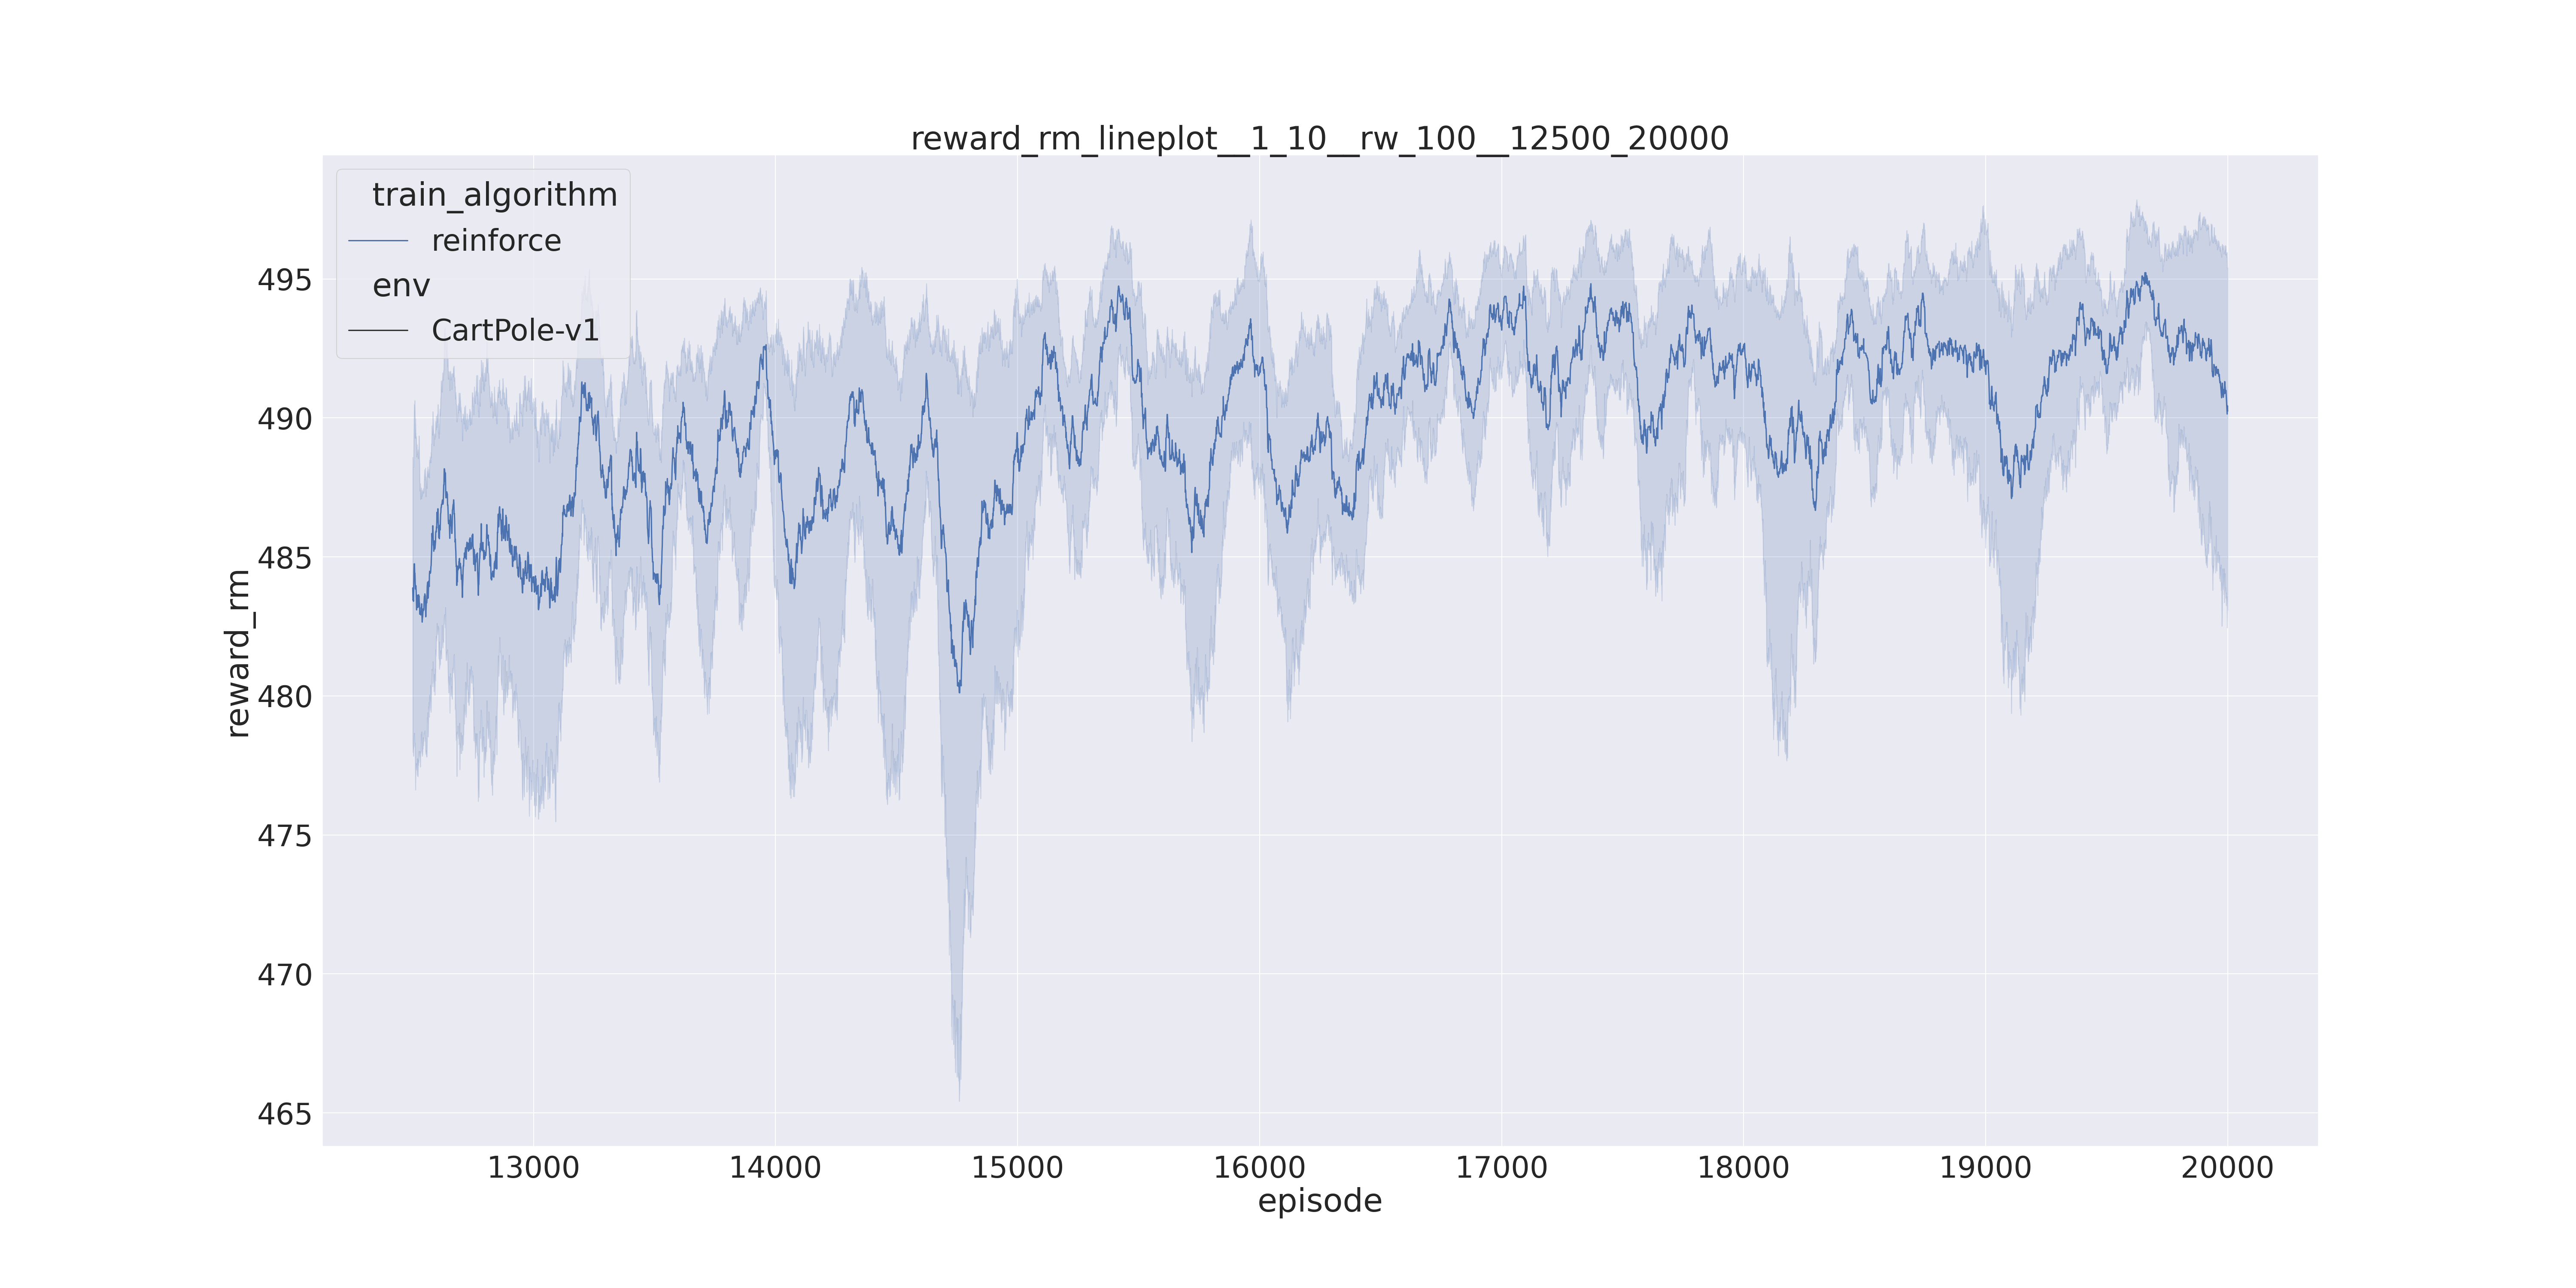 reward_rm_lineplot__1_10__rw_100__12500_20000
train_algorithm
reinforce
env
CartPole-v1
495
490
485
480
475
470
465
reward_rm
13000 14000 15000 16000 17000 18000 19000 20000
episode